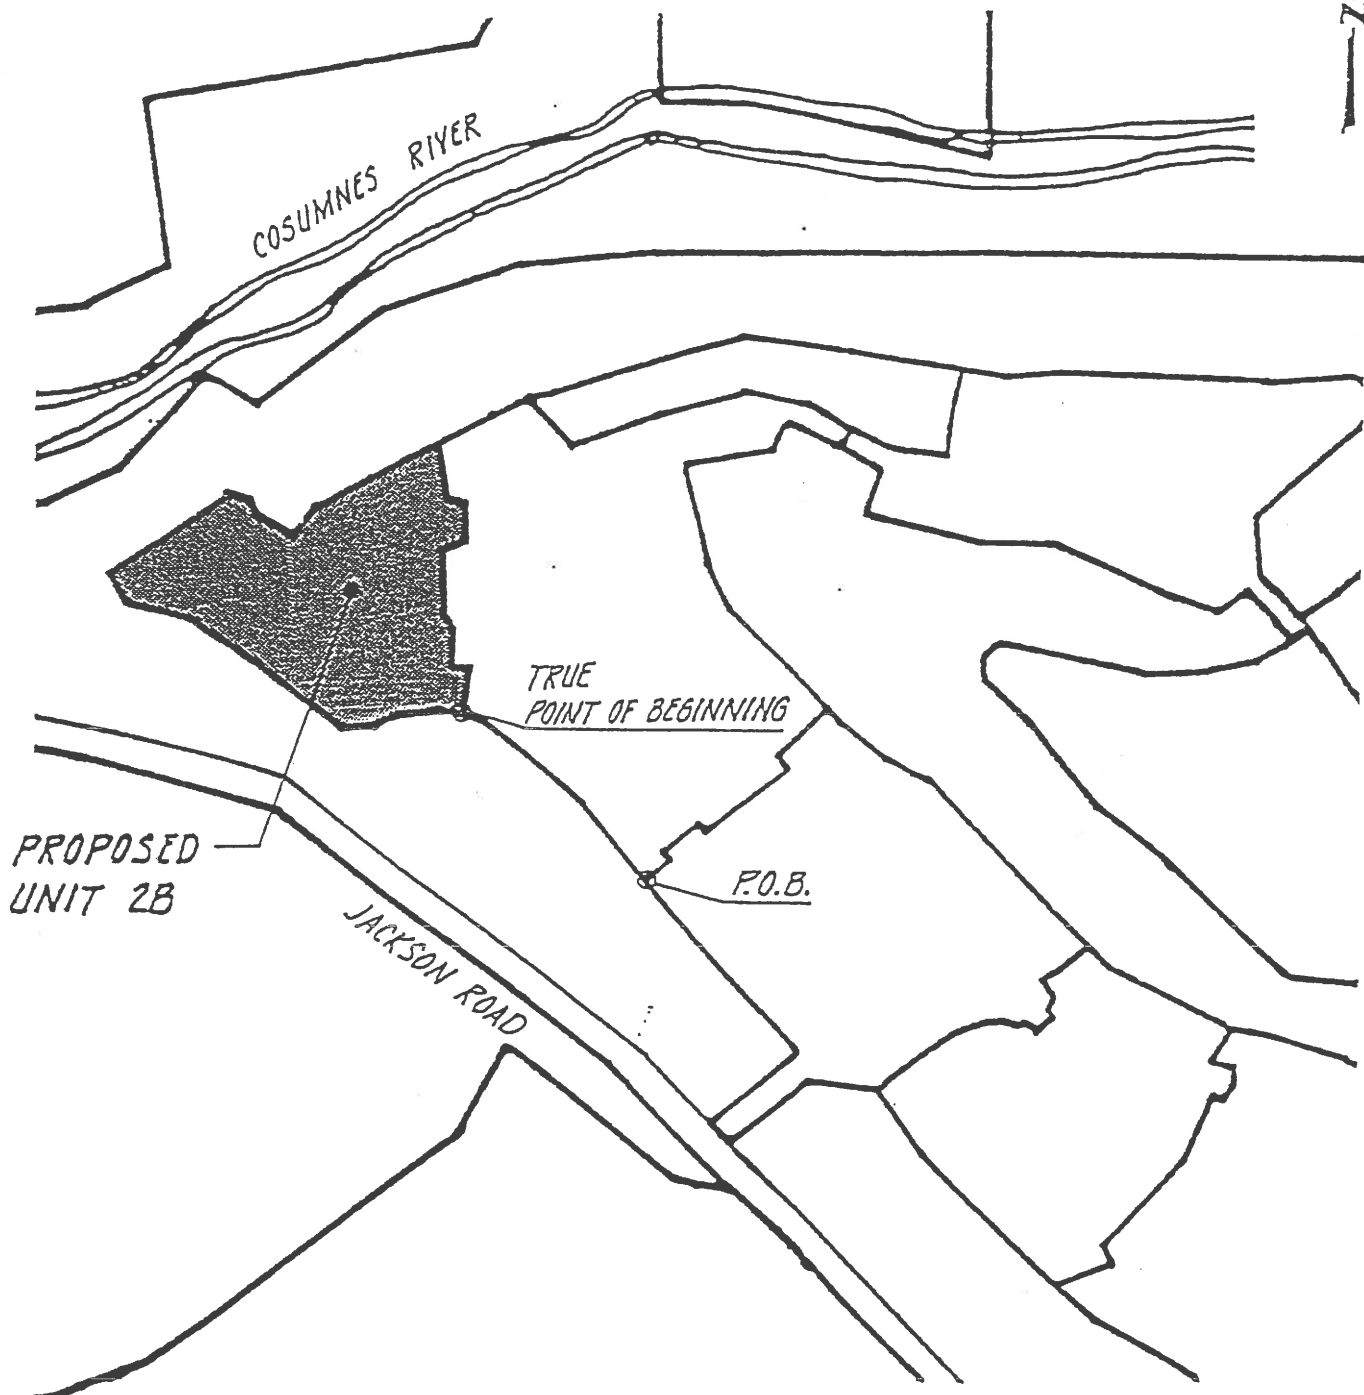 N
COSUMNES RIVER
TRUE
POINT OF BEGINNING
PROPOSED
UNIT 2B
P.O.B.
JACKSON ROAD